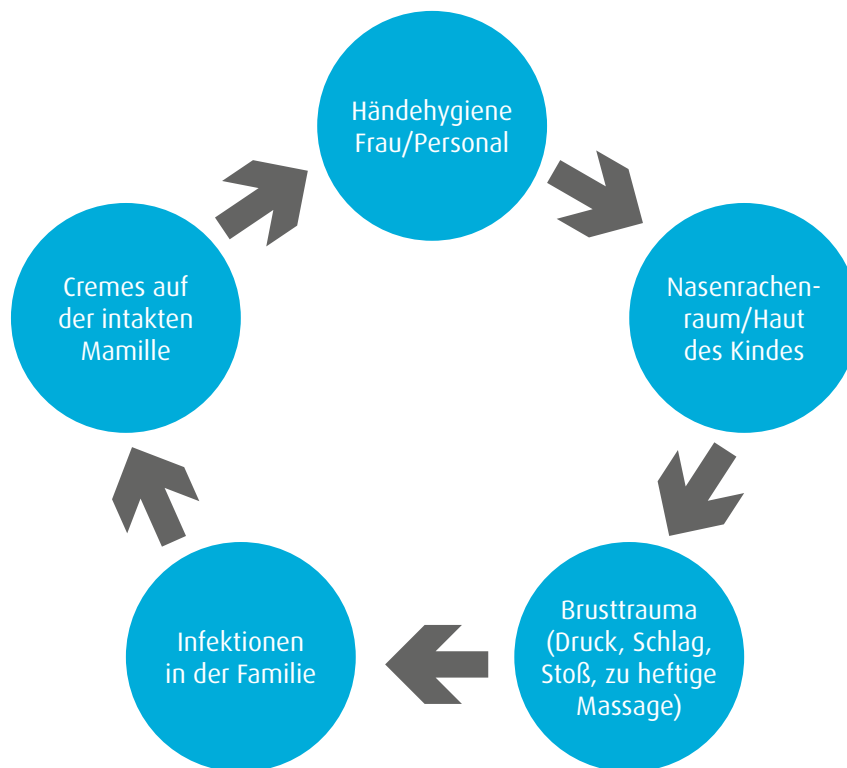 Händehygiene
Frau/Personal
Nasenrachen-
raum/Haut
des Kindes
Brusttrauma
(Druck, Schlag,
Stoß, zu heftige
Massage)
Infektionen
in der Familie
Cremes auf
der intakten
Mamille